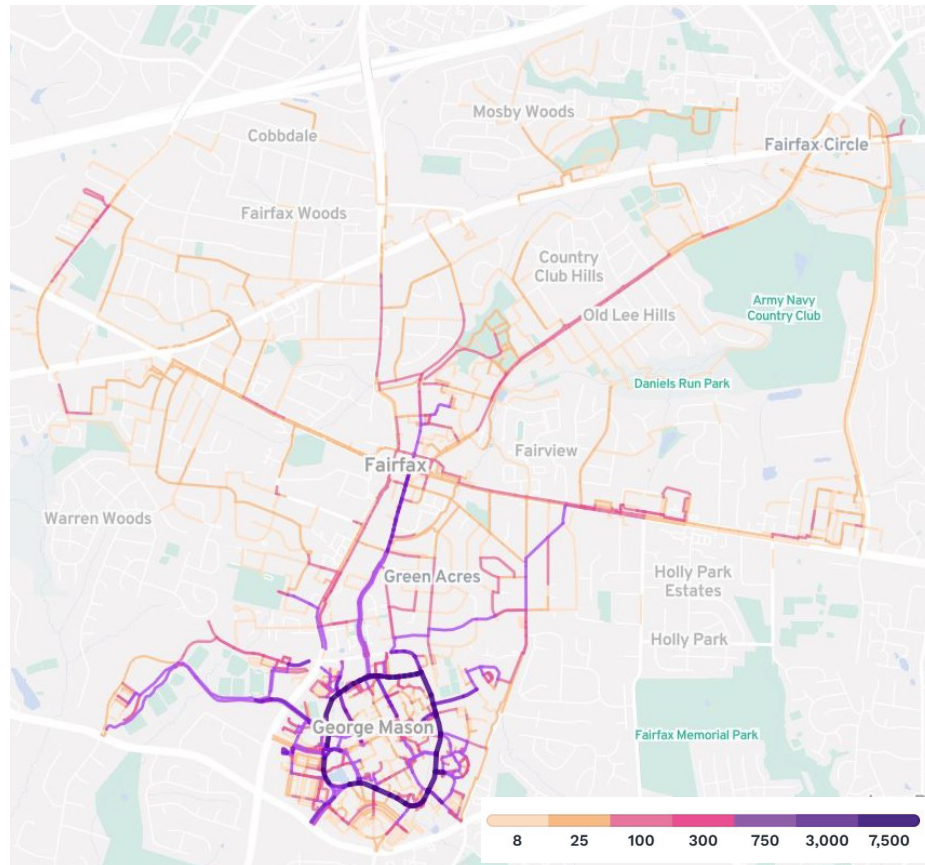 Mosby Woods
Cobbdale
Fairfax Circle
Fairfax Woods
Country
Club Hills
Army Navy
Country Club
Old Lee Hills
Daniels Run Park
Fairview
Fairfax
Warren Woods
Green Acres
Holly Park
Estates
Holly Park
George Mason
Fairfax Memorial Park
8 25 100 300 750 3,000 7,500